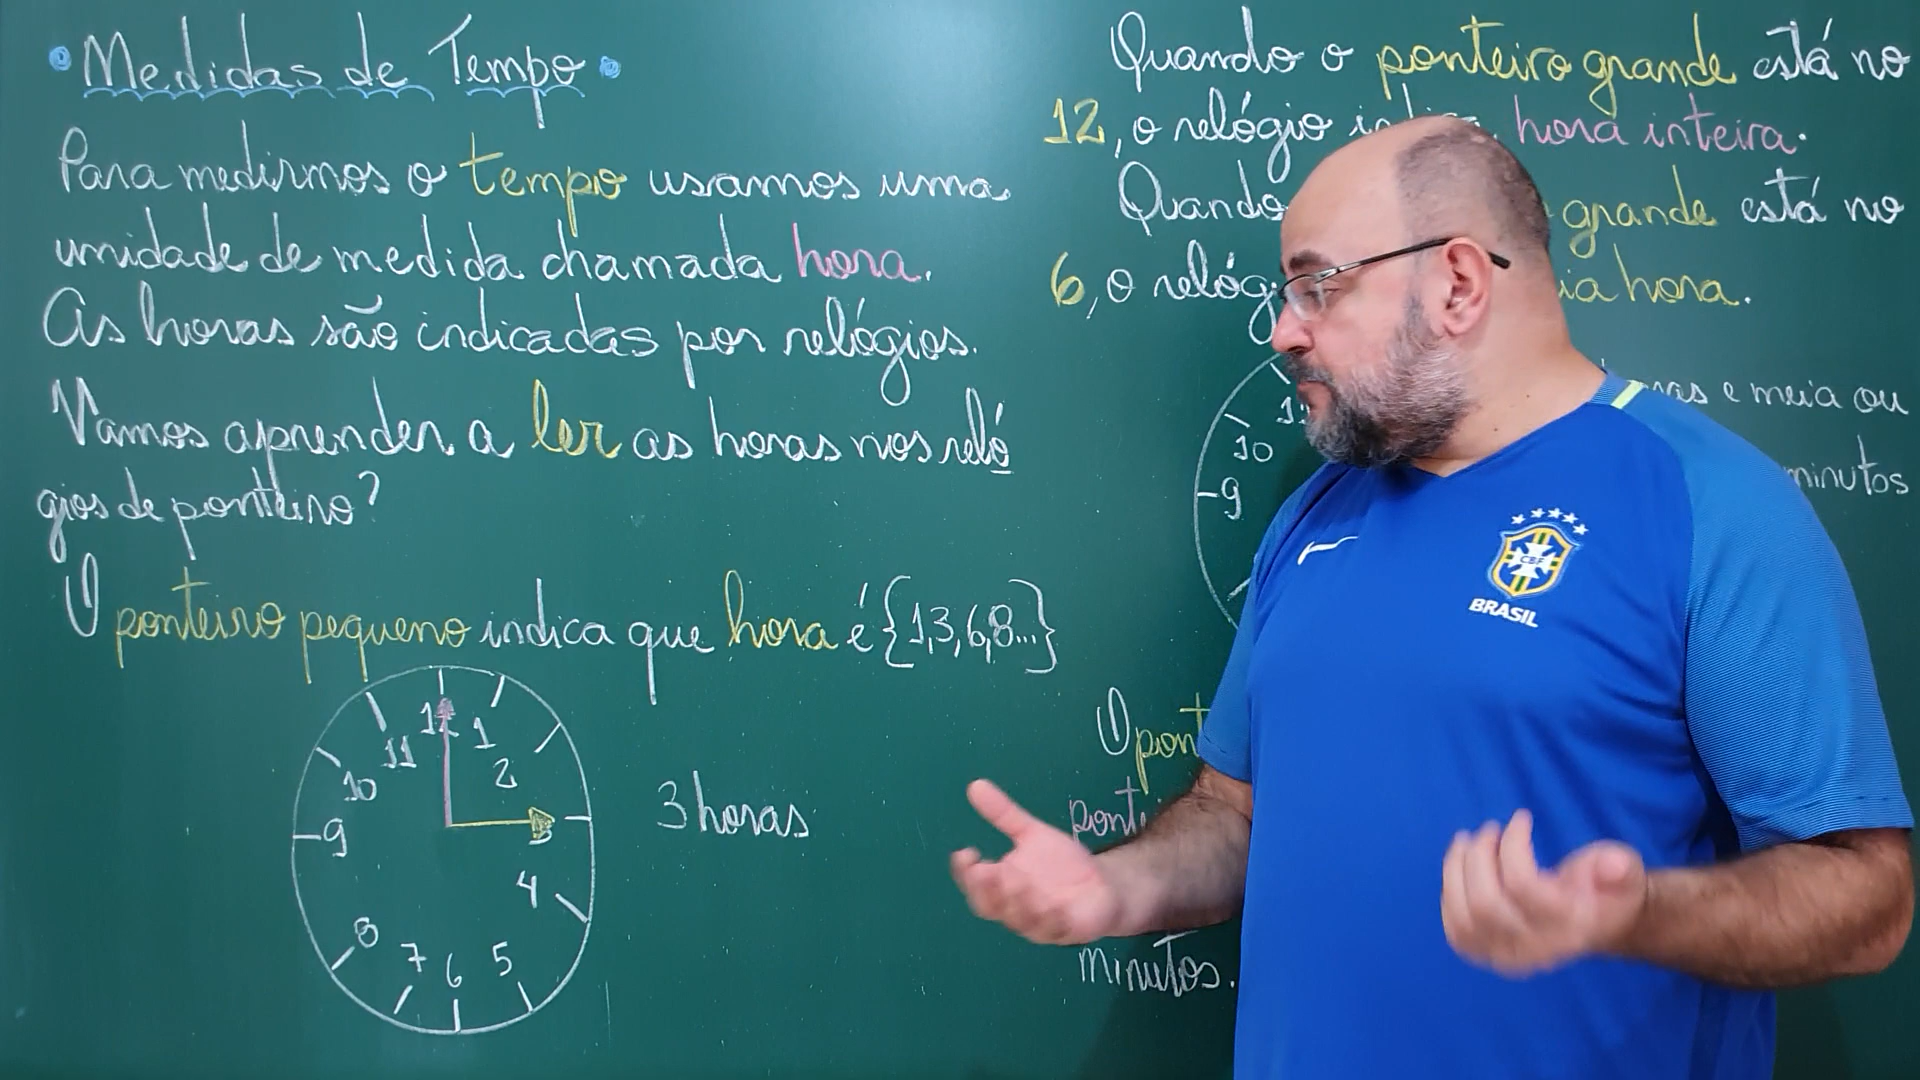 Medidas de Tempo
Para medirmos o tempo usamos uma
unidade de medida chamada hora.
As horas são indicadas por relógios.
Vamos aprender a ler as horas nos reló
gios de ponteiro?
O ponteiro pequeno indica que hora é {1,3,6,8...}
12
11
1
10
2
9
3
8
4
7
6
5
3 horas
Quando o ponteiro grande está no
12, o relógio hora inteira.
Quando grande está no
6, o hora.
10
9
e meia ou
minutos
O
minutos.
CBF
BRASIL